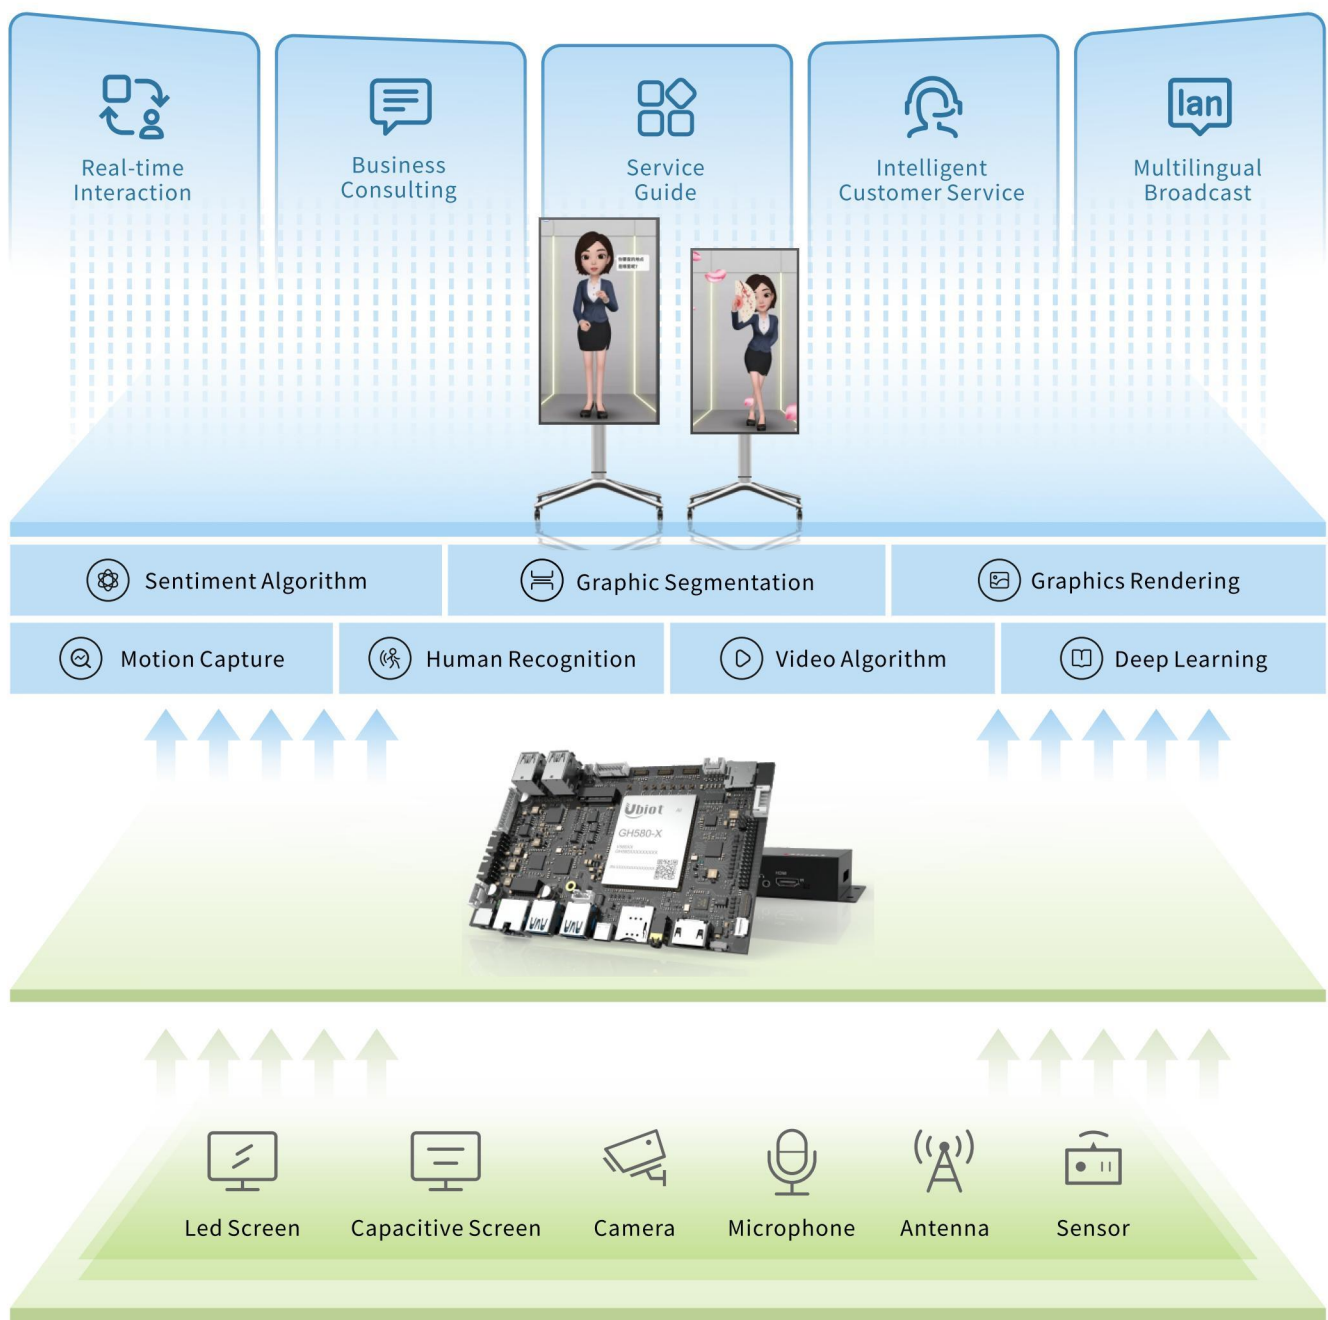 lan
Real-time
Interaction
Business
Consulting
Service
Guide
Intelligent
Customer Service
Multilingual
Broadcast
Sentiment Algorithm
Graphic Segmentation
Graphics Rendering
Motion Capture
Human Recognition
Video Algorithm
Deep Learning
Ubiot
GH580-X
Led Screen
Capacitive Screen
Camera
Microphone
Antenna
Sensor